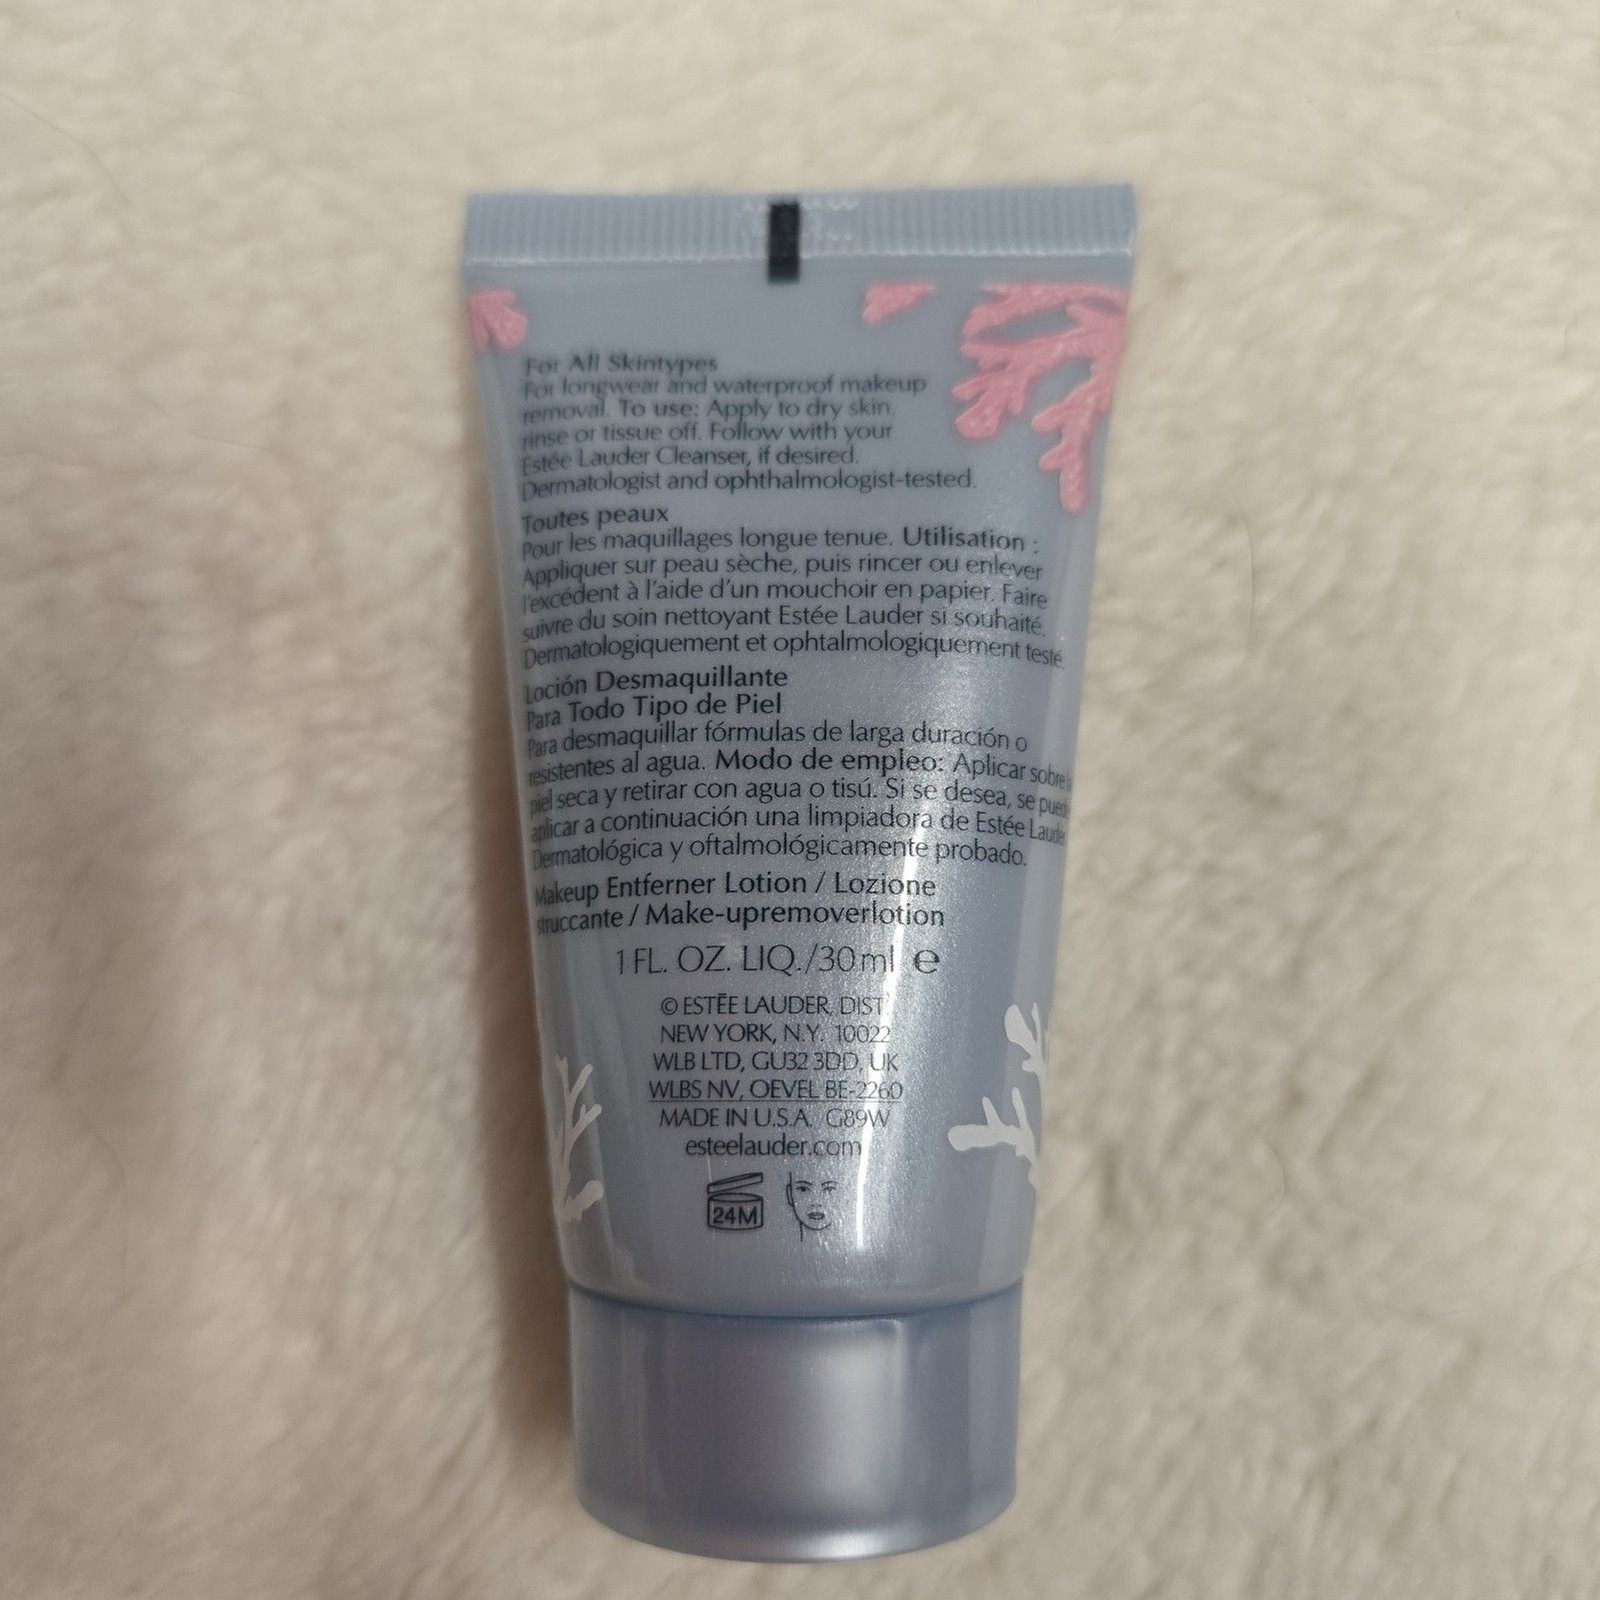 For All Skintypes
For longwear and waterproof makeup
removal. To use: Apply to dry skin,
rinse or tissue off. Follow with your
Estée Lauder Cleanser, if desired.
Dermatologist and ophthalmologist-tested.
Toutes peaux
Pour les maquillages longue tenue. Utilisation :
Appliquer sur peau sèche, puis rincer ou enlever
l'excédent à l'aide d'un mouchoir en papier. Faire
suivre du soin nettoyant Estée Lauder si souhaité.
Dermatologiquement et ophtalmologiquement testé.
Loción Desmaquillante
Para Todo Tipo de Piel
Para desmaquillar fórmulas de larga duración o
resistentes al agua. Modo de empleo: Aplicar sobre la
piel seca y retirar con agua o tisú. Si se desea, se puede
aplicar a continuación una limpiadora de Estée Lauder.
Dermatológica y oftalmológicamente probado.
Makeup Entferner Lotion / Lozione
struccante / Make-upremoverlotion
1 FL. OZ. LIQ./30 ml ℮
© ESTĒE LAUDER, DIST
NEW YORK, N.Y. 10022
WLB LTD, GU32 3DD, UK
WLBS NV, OEVEL BE-2260
MADE IN U.S.A. G89W
esteelauder.com
24M